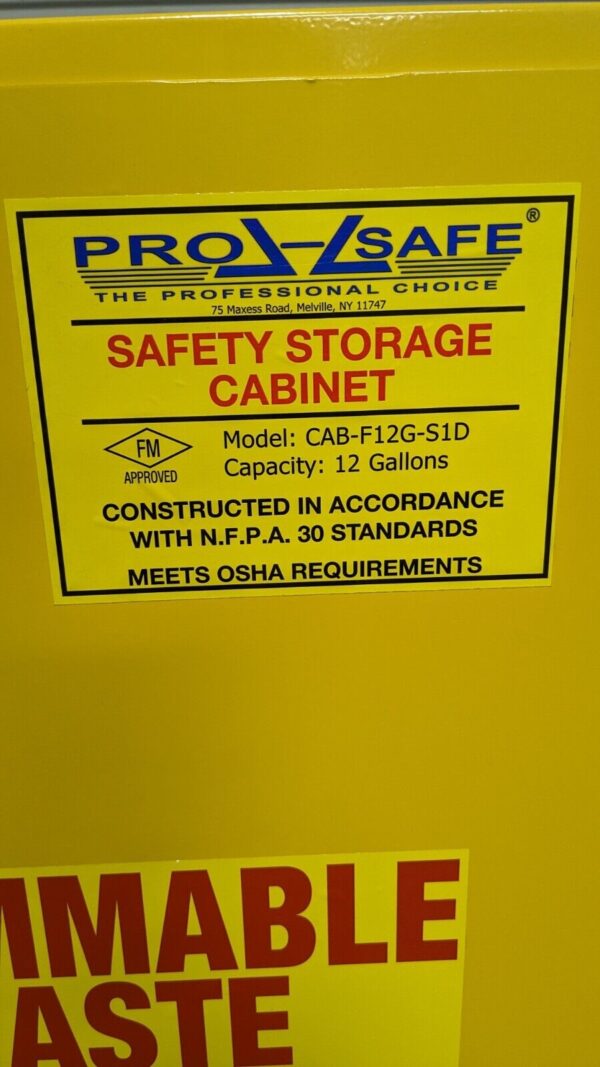 PRO SAFE®
THE PROFESSIONAL CHOICE
75 Maxess Road, Melville, NY 11747
SAFETY STORAGE
CABINET
FM
APPROVED
Model: CAB-F12G-S1D
Capacity: 12 Gallons
CONSTRUCTED IN ACCORDANCE
WITH N.F.P.A. 30 STANDARDS
MEETS OSHA REQUIREMENTS
MMABLE
ASTE